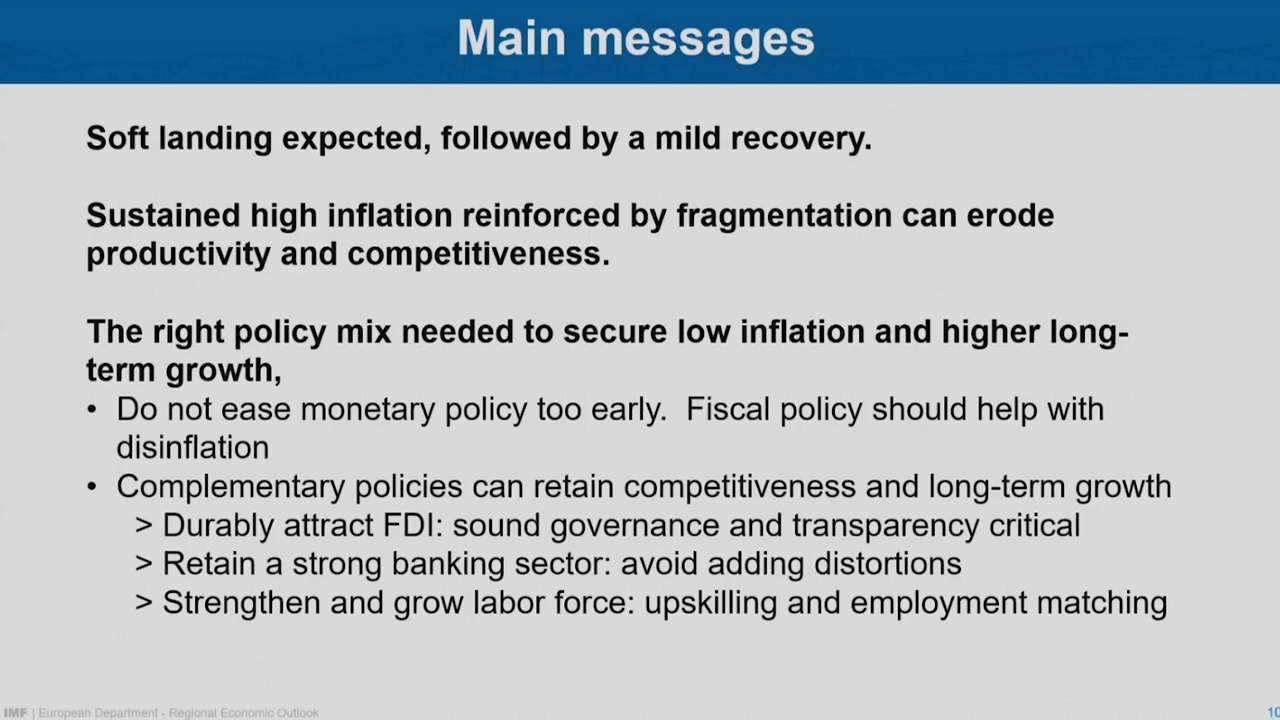 Main messages
Soft landing expected, followed by a mild recovery.
Sustained high inflation reinforced by fragmentation can erode
productivity and competitiveness.
The right policy mix needed to secure low inflation and higher long-
term growth,
• Do not ease monetary policy too early.  Fiscal policy should help with
disinflation
• Complementary policies can retain competitiveness and long-term growth
> Durably attract FDI: sound governance and transparency critical
> Retain a strong banking sector: avoid adding distortions
> Strengthen and grow labor force: upskilling and employment matching
IMF | European Department - Regional Economic Outlook
10